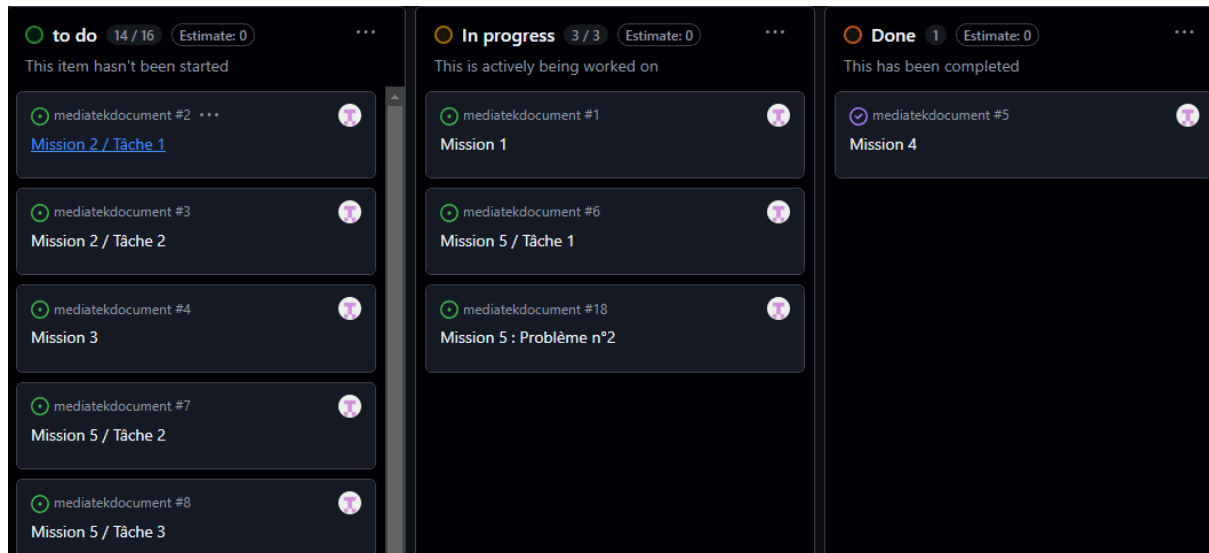 to do 14 / 16 Estimate: 0
This item hasn't been started
mediatekdocument #2
Mission 2 / Tâche 1
mediatekdocument #3
Mission 2 / Tâche 2
mediatekdocument #4
Mission 3
mediatekdocument #7
Mission 5 / Tâche 2
mediatekdocument #8
Mission 5 / Tâche 3
In progress 3 / 3 Estimate: 0
This is actively being worked on
mediatekdocument #1
Mission 1
mediatekdocument #6
Mission 5 / Tâche 1
mediatekdocument #18
Mission 5 : Problème n°2
Done 1 Estimate: 0
This has been completed
mediatekdocument #5
Mission 4